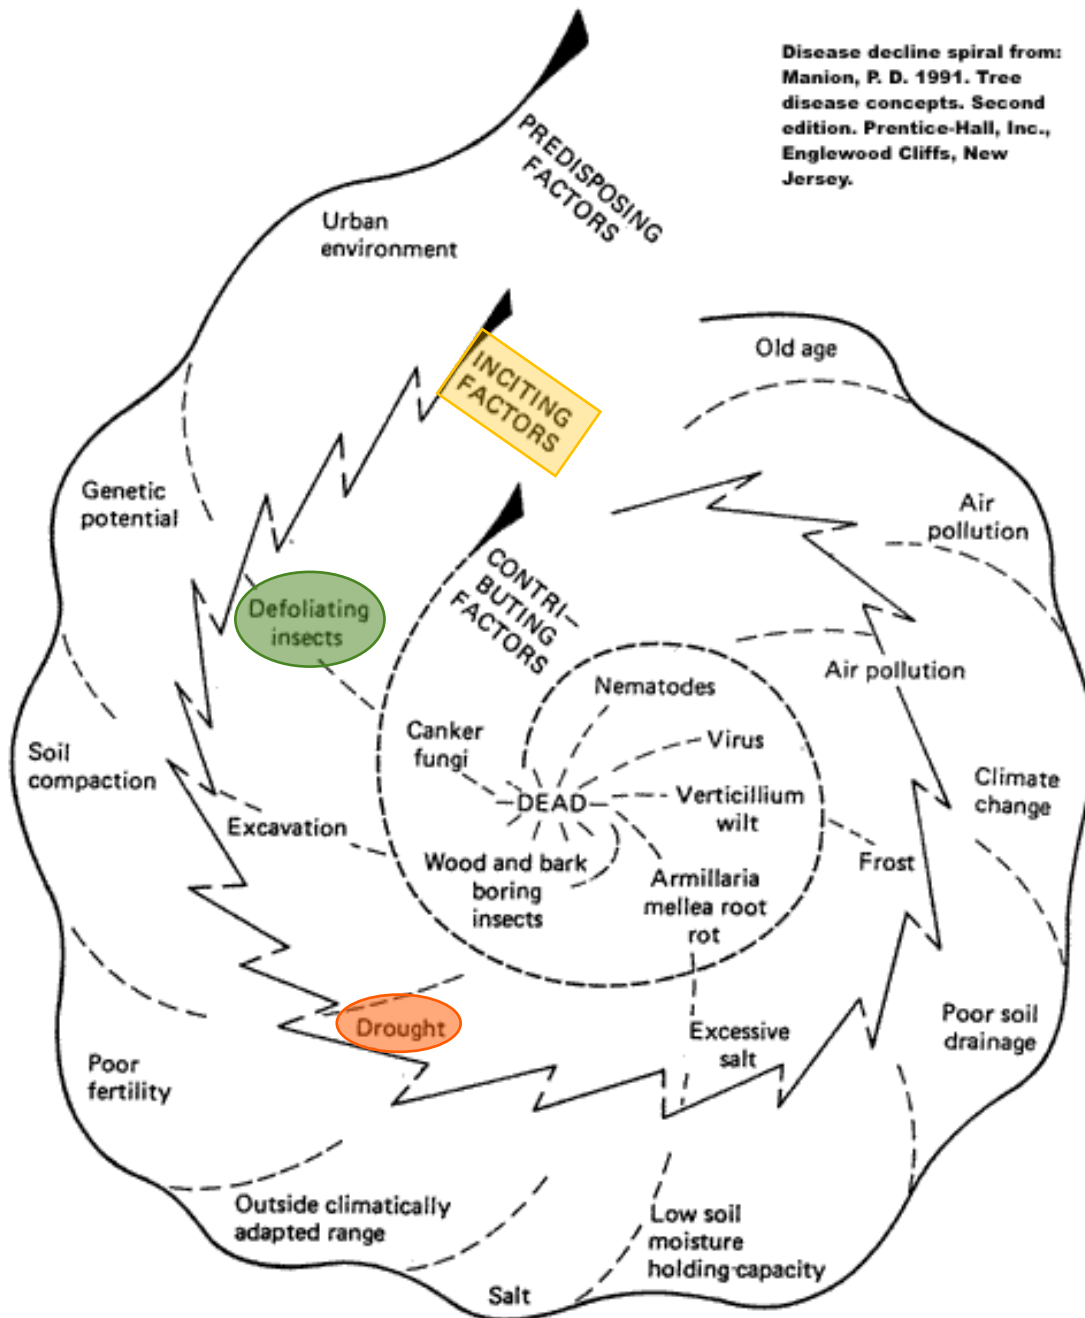 Disease decline spiral from:
Manion, P. D. 1991. Tree
disease concepts. Second
edition. Prentice-Hall, Inc.,
Englewood Cliffs, New
Jersey.
PREDISPOSING
FACTORS
Urban
environment
INCITING
FACTORS
Old age
Genetic
potential
Air
pollution
CONTRI–
BUTING
FACTORS
Defoliating
insects
Air pollution
Nematodes
Canker
fungi
Virus
Soil
compaction
Climate
change
DEAD
Verticillium
wilt
Excavation
Frost
Wood and bark
boring
insects
Armillaria
mellea root
rot
Drought
Excessive
salt
Poor soil
drainage
Poor
fertility
Outside climatically
adapted range
Low soil
moisture
holding-capacity
Salt